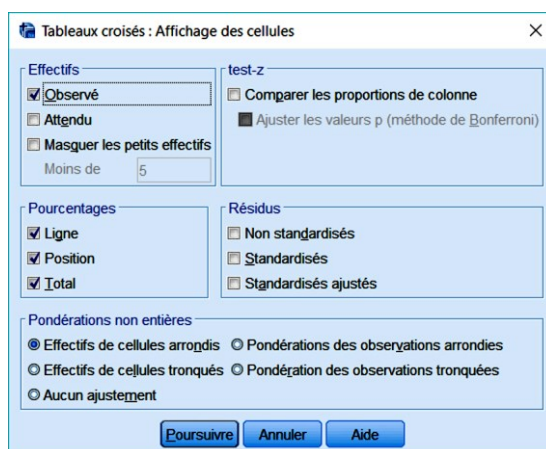 Tableaux croisés : Affichage des cellules
Effectifs
Observé
Attendu
Masquer les petits effectifs
Moins de 5
test-z
Comparer les proportions de colonne
Ajuster les valeurs p (méthode de Bonferroni)
Pourcentages
Ligne
Position
Total
Résidus
Non standardisés
Standardisés
Standardisés ajustés
Pondérations non entières
Effectifs de cellules arrondis Pondérations des observations arrondies
Effectifs de cellules tronqués Pondération des observations tronquées
Aucun ajustement
Poursuivre Annuler Aide